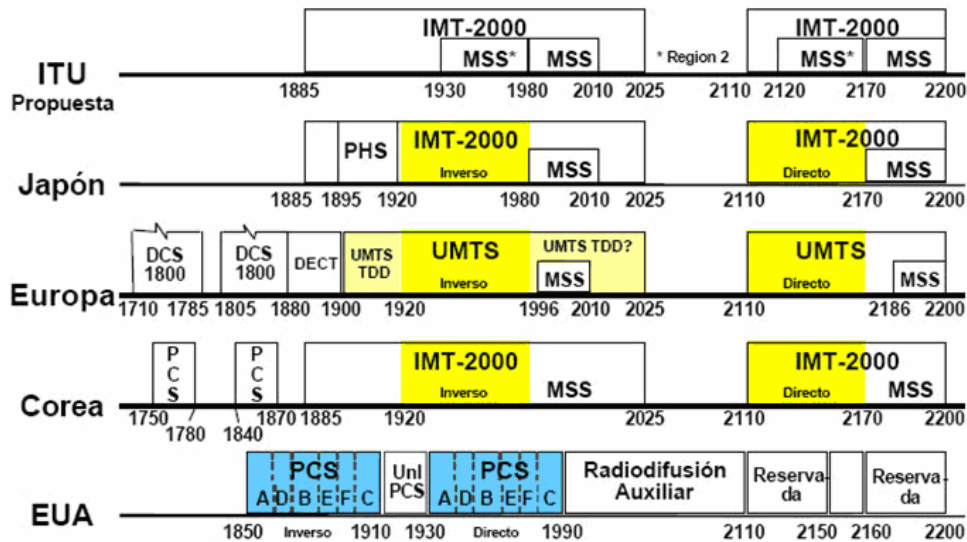 IMT-2000
IMT-2000
MSS*
MSS
* Region 2
MSS*
MSS
ITU
Propuesta
1885
1930
1980
2010
2025
2110
2120
2170
2200
PHS
IMT-2000
Inverso
MSS
IMT-2000
Directo
MSS
Japón
1885
1895
1920
1980
2010
2025
2110
2170
2200
DCS
1800
DCS
1800
DECT
UMTS
TDD
UMTS
Inverso
UMTS TDD?
MSS
UMTS
Directo
MSS
Europa
1710
1785
1805
1880
1900
1920
1996
2010
2025
2110
2186
2200
P
C
S
P
C
S
IMT-2000
Inverso
MSS
IMT-2000
Directo
MSS
Corea
1750
1780
1840
1870
1885
1920
2025
2110
2170
2200
PCS
A D B E F C
Unl
PCS
PCS
A D B E F C
Radiodifusión
Auxiliar
Reserva-
da
Reserva-
da
EUA
1850
Inverso
1910
1930
Directo
1990
2110
2150
2160
2200